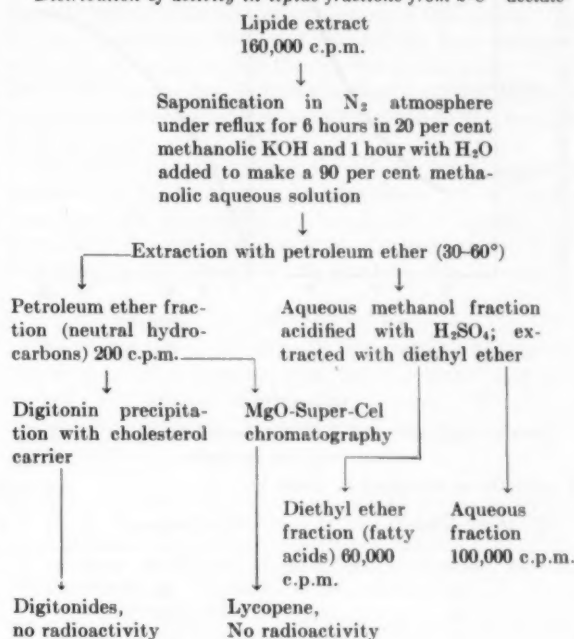 Distribution of activity in lipide fractions from acetate
Lipide extract
160,000 c.p.m.
Saponification in N₂ atmosphere
under reflux for 6 hours in 20 per cent
methanolic KOH and 1 hour with H₂O
added to make a 90 per cent metha-
nolic aqueous solution
Extraction with petroleum ether (30–60°)
Petroleum ether frac-
tion (neutral hydro-
carbons) 200 c.p.m.
Aqueous methanol fraction
acidified with H₂SO₄; ex-
tracted with diethyl ether
Digitonin precipita-
tion with cholesterol
carrier
MgO-Super-Cel
chromatography
Diethyl ether
fraction (fatty
acids) 60,000
c.p.m.
Aqueous
fraction
100,000 c.p.m.
Digitonides,
no radioactivity
Lycopene,
No radioactivity